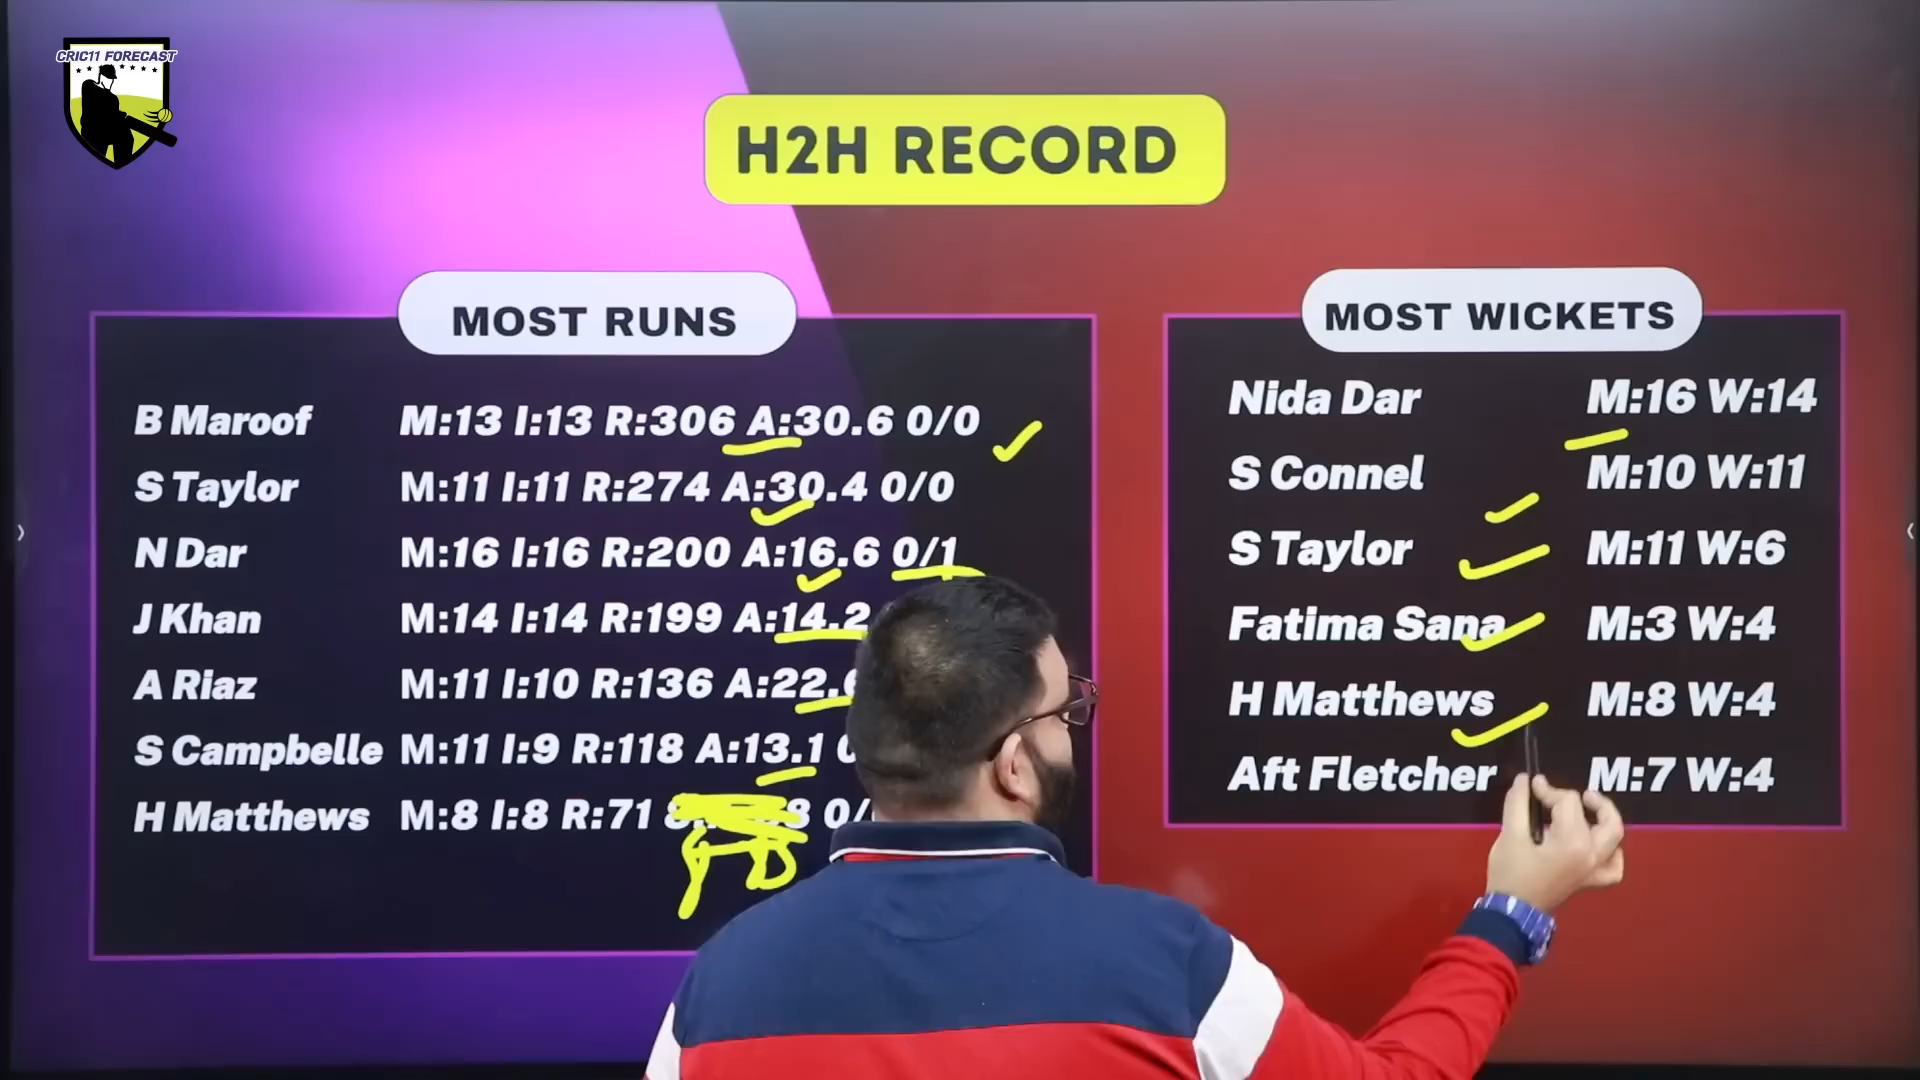 CRIC11 FORECAST
H2H RECORD
MOST RUNS
B Maroof M:13 I:13 R:306 A:30.6 0/0
S Taylor M:11 I:11 R:274 A:30.4 0/0
N Dar M:16 I:16 R:200 A:16.6 0/1
J Khan M:14 I:14 R:199 A:14.2
A Riaz M:11 I:10 R:136 A:22.
S Campbelle M:11 I:9 R:118 A:13.1
H Matthews M:8 I:8 R:71
MOST WICKETS
Nida Dar M:16 W:14
S Connel M:10 W:11
S Taylor M:11 W:6
Fatima Sana M:3 W:4
H Matthews M:8 W:4
Aft Fletcher M:7 W:4